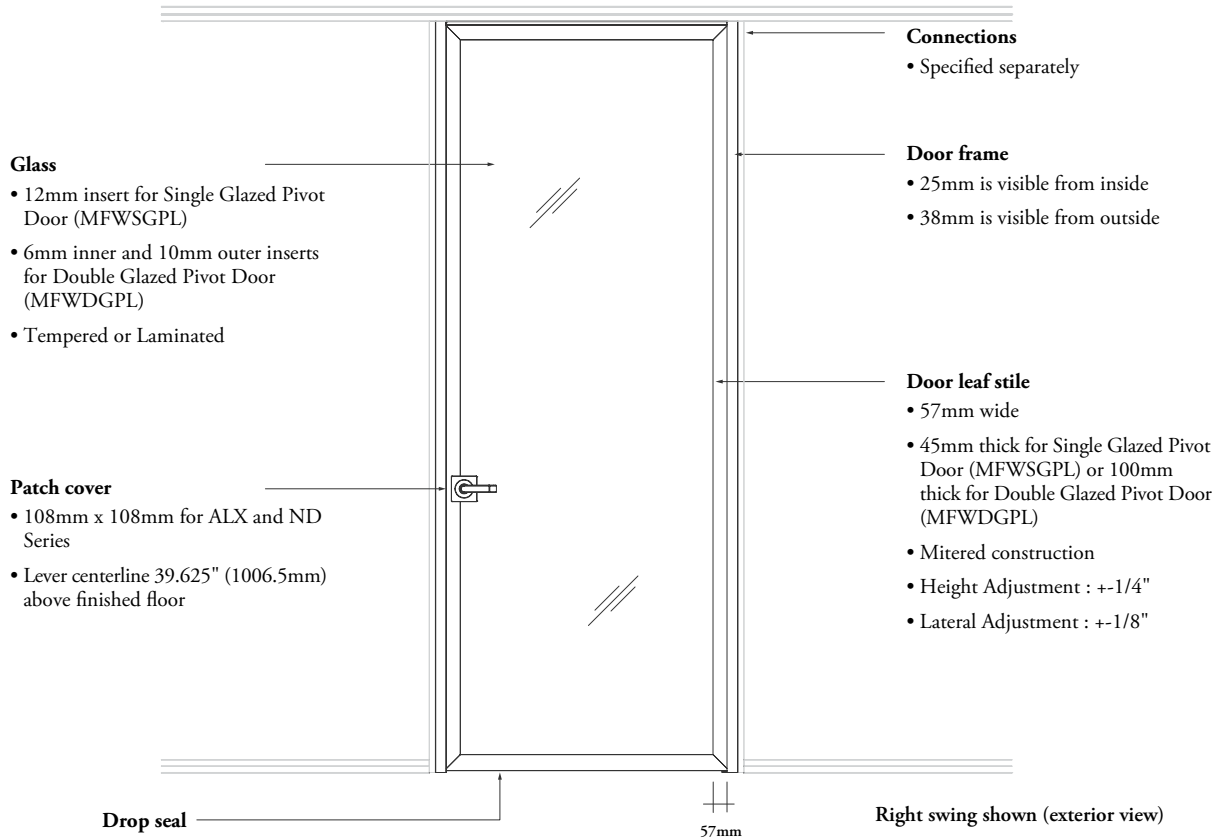 Glass
• 12mm insert for Single Glazed Pivot
Door (MFWSGPL)
• 6mm inner and 10mm outer inserts
for Double Glazed Pivot Door
(MFWDGPL)
• Tempered or Laminated
Patch cover
• 108mm x 108mm for ALX and ND
Series
• Lever centerline 39.625" (1006.5mm)
above finished floor
Drop seal
57mm
Connections
• Specified separately
Door frame
• 25mm is visible from inside
• 38mm is visible from outside
Door leaf stile
• 57mm wide
• 45mm thick for Single Glazed Pivot
Door (MFWSGPL) or 100mm
thick for Double Glazed Pivot Door
(MFWDGPL)
• Mitered construction
• Height Adjustment : +-1/4"
• Lateral Adjustment : +-1/8"
Right swing shown (exterior view)